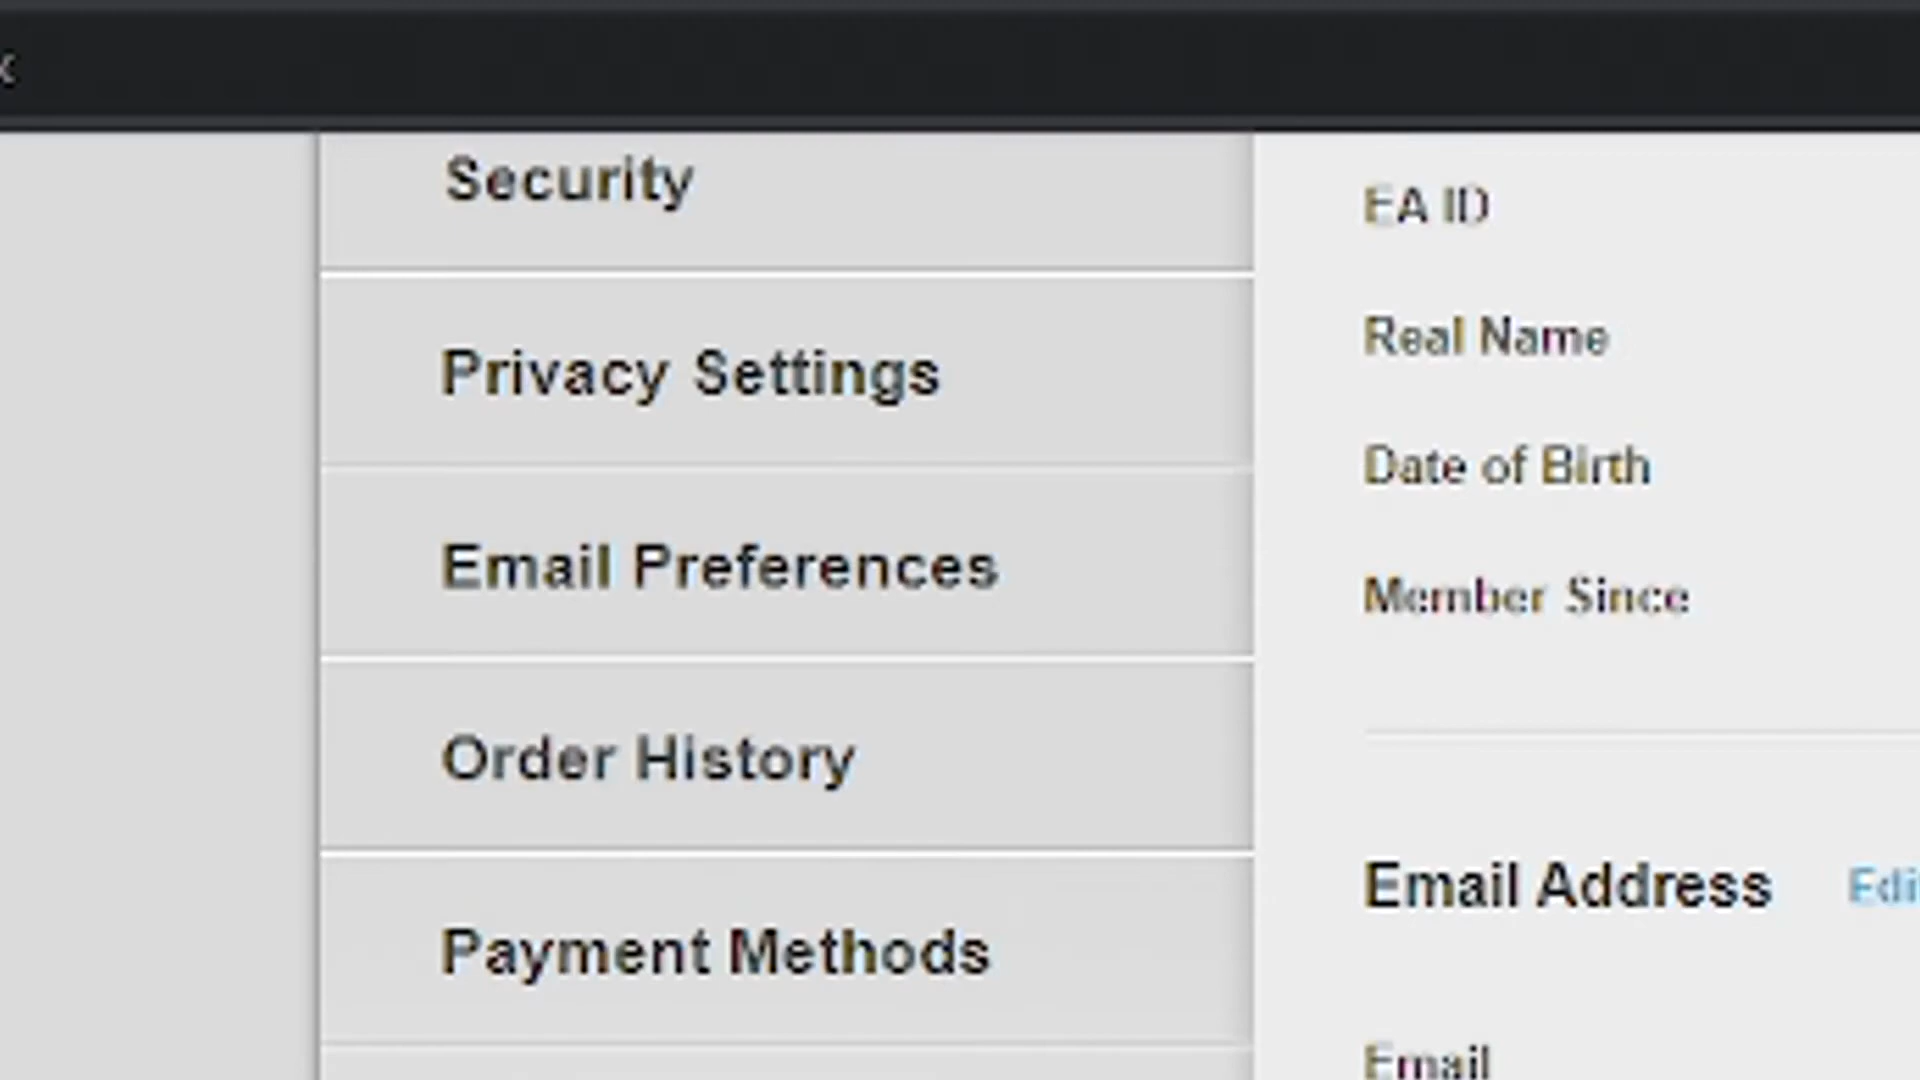 Security
Privacy Settings
Email Preferences
Order History
Payment Methods
EA ID
Real Name
Date of Birth
Member Since
Email Address
Edit
Email